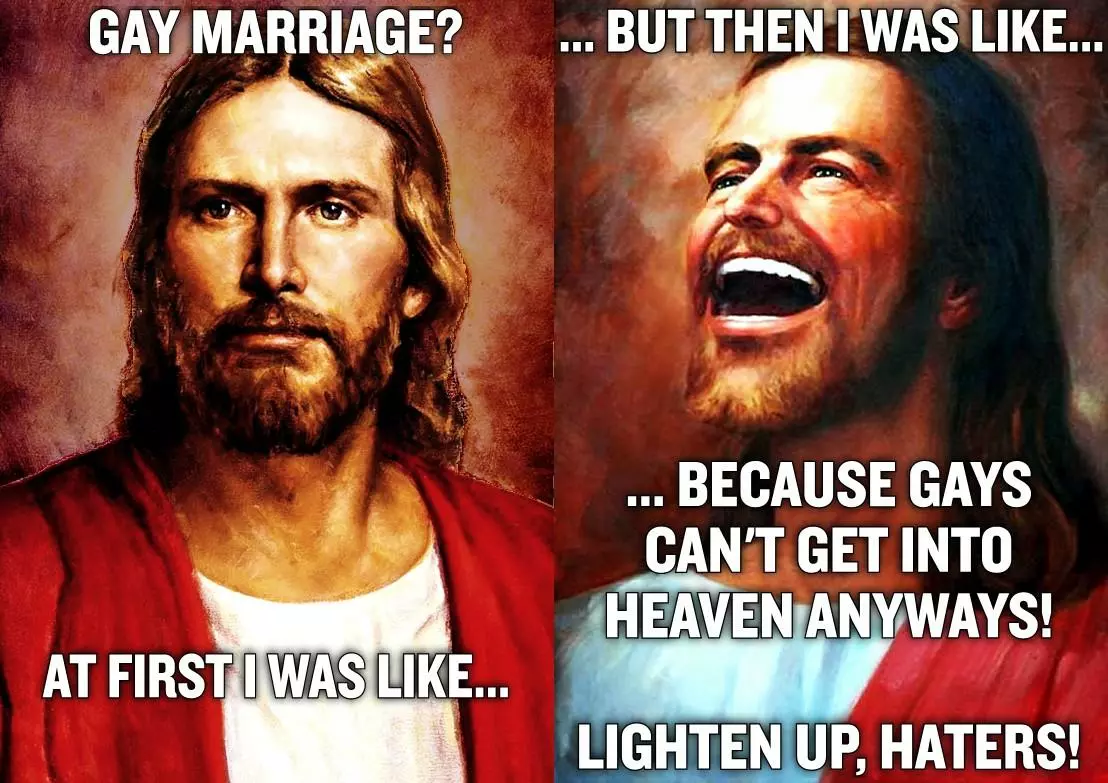 GAY MARRIAGE?
AT FIRST I WAS LIKE...
... BUT THEN I WAS LIKE...
... BECAUSE GAYS
CAN'T GET INTO
HEAVEN ANYWAYS!
LIGHTEN UP, HATERS!